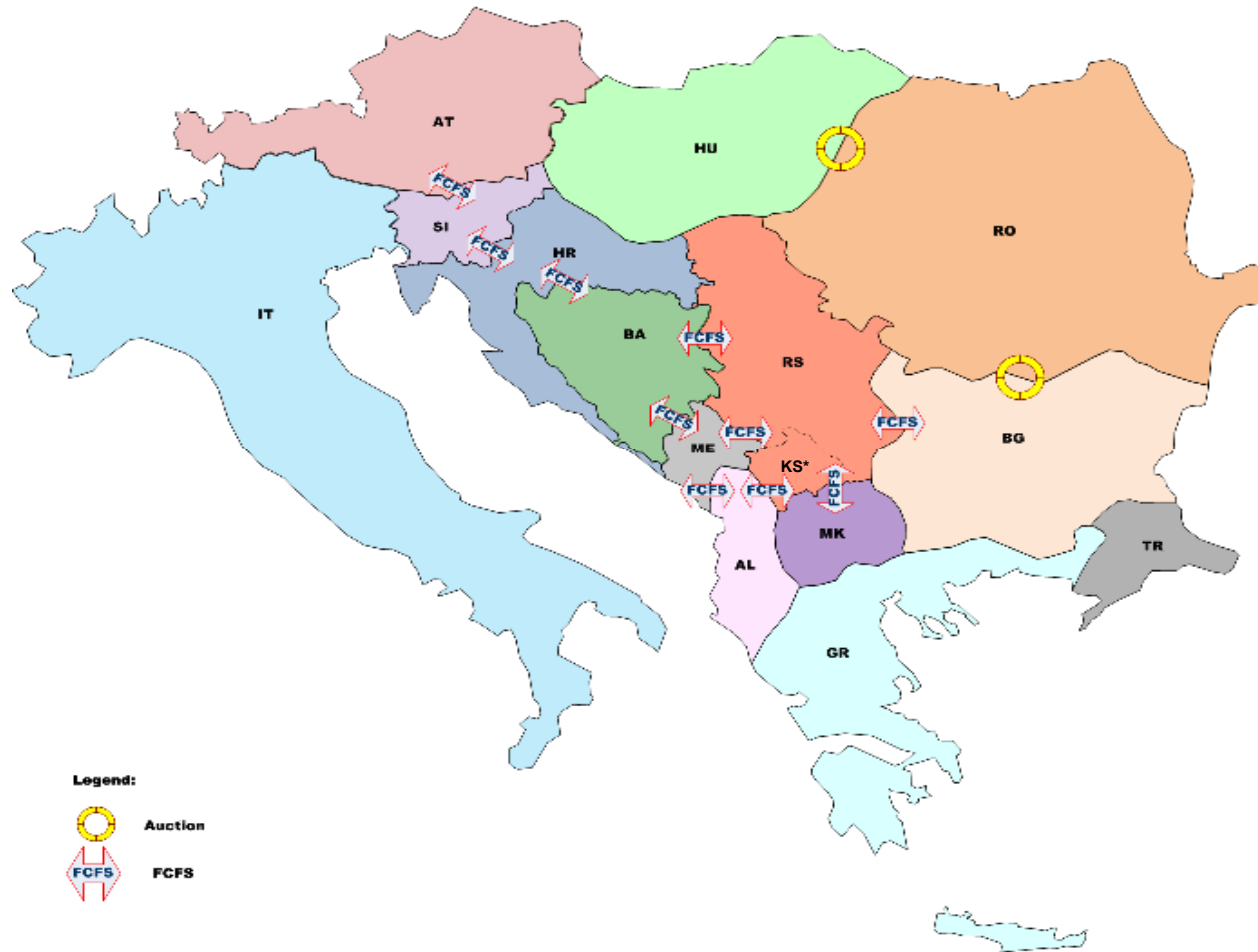 AT
HU
FCFS
SI
RO
FCFS
HR
FCFS
IT
BA
FCFS
RS
FCFS
FCFS
FCFS
BG
ME
KS*
FCFS
FCFS
FCFS
MK
TR
AL
GR
Legend:
Auction
FCFS
FCFS